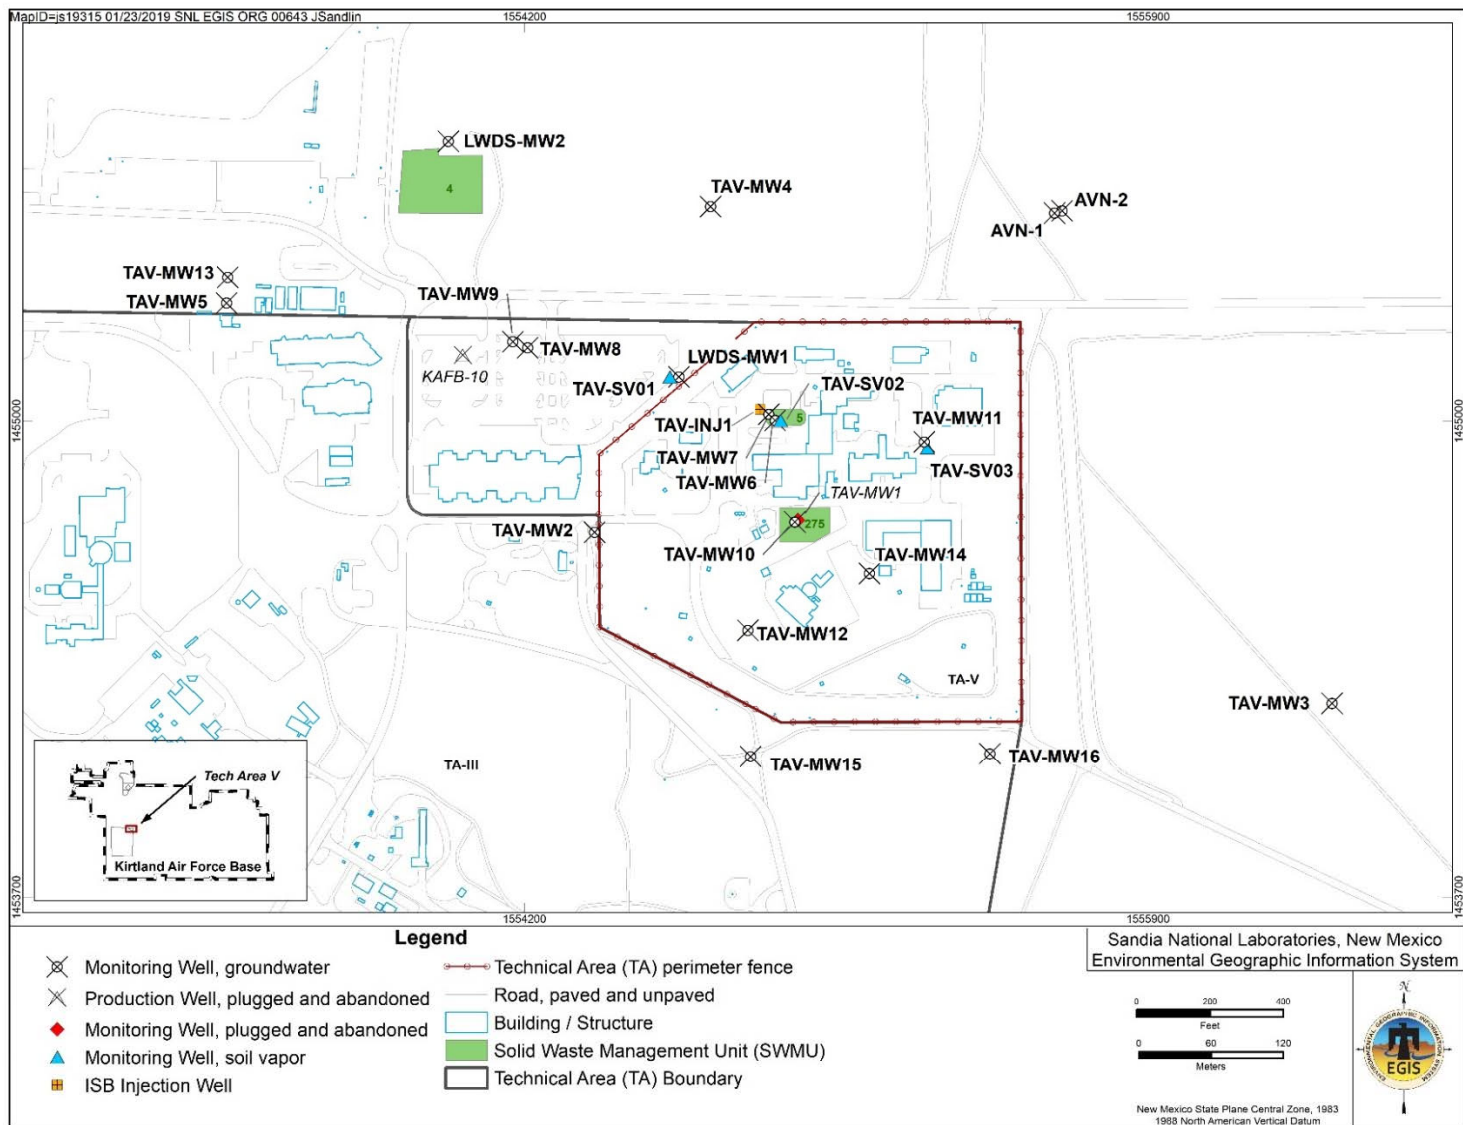 MapID=js19315 01/23/2019 SNL EGIS ORG 00643 JSandlin
1554200
1555900
LWDS-MW2
4
TAV-MW4
AVN-2
AVN-1
TAV-MW13
TAV-MW5
TAV-MW9
TAV-MW8
KAFB-10
LWDS-MW1
TAV-SV01
TAV-SV02
5
TAV-INJ1
TAV-MW11
1455000
1455000
TAV-MW7
TAV-SV03
TAV-MW6
TAV-MW1
TAV-MW2
275
TAV-MW10
TAV-MW14
TAV-MW12
TA-V
TAV-MW3
TA-III
TAV-MW15
TAV-MW16
Tech Area V
Kirtland Air Force Base
1453700
1453700
1554200
1555900
Legend
Monitoring Well, groundwater
Production Well, plugged and abandoned
Monitoring Well, plugged and abandoned
Monitoring Well, soil vapor
ISB Injection Well
Technical Area (TA) perimeter fence
Road, paved and unpaved
Building / Structure
Solid Waste Management Unit (SWMU)
Technical Area (TA) Boundary
Sandia National Laboratories, New Mexico
Environmental Geographic Information System
0 200 400
Feet
0 60 120
Meters
New Mexico State Plane Central Zone, 1983
1988 North American Vertical Datum
N
ENVIRONMENTAL GEOGRAPHIC INFORMATION SYSTEM
EGIS